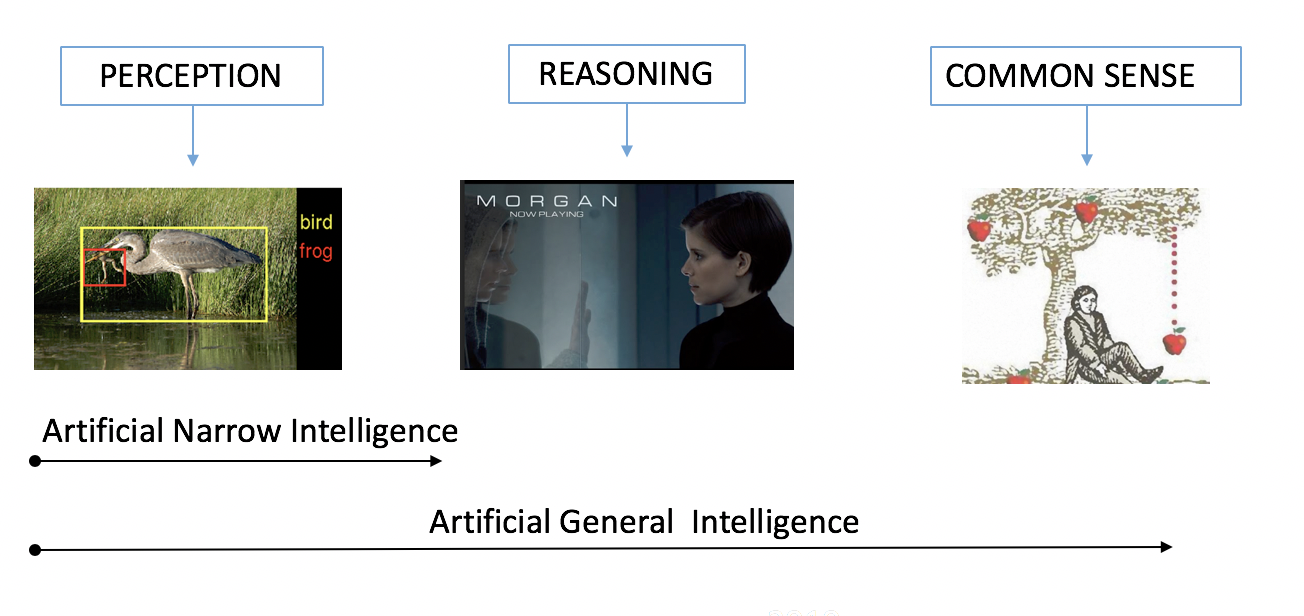 PERCEPTION
REASONING
COMMON SENSE
bird
frog
MORGAN
NOW PLAYING
Artificial Narrow Intelligence
Artificial General Intelligence